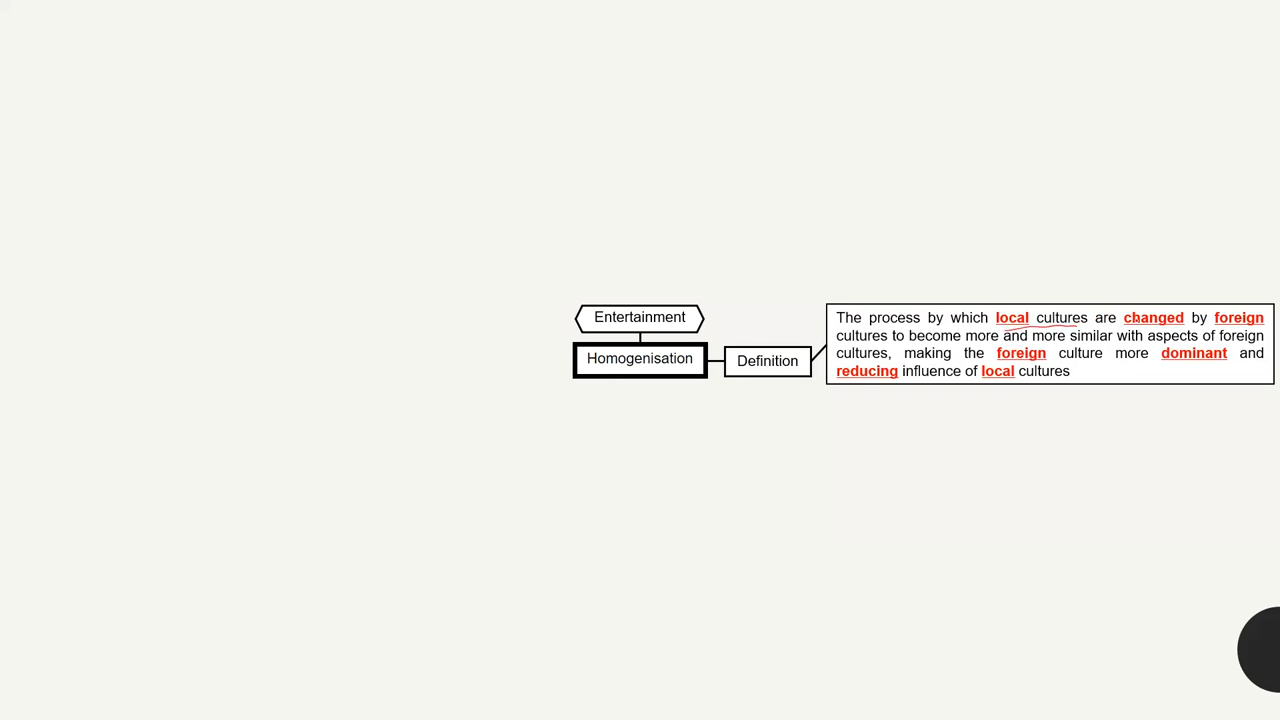 Entertainment
Homogenisation
Definition
The process by which local cultures are changed by foreign
cultures to become more and more similar with aspects of foreign
cultures, making the foreign culture more dominant and
reducing influence of local cultures